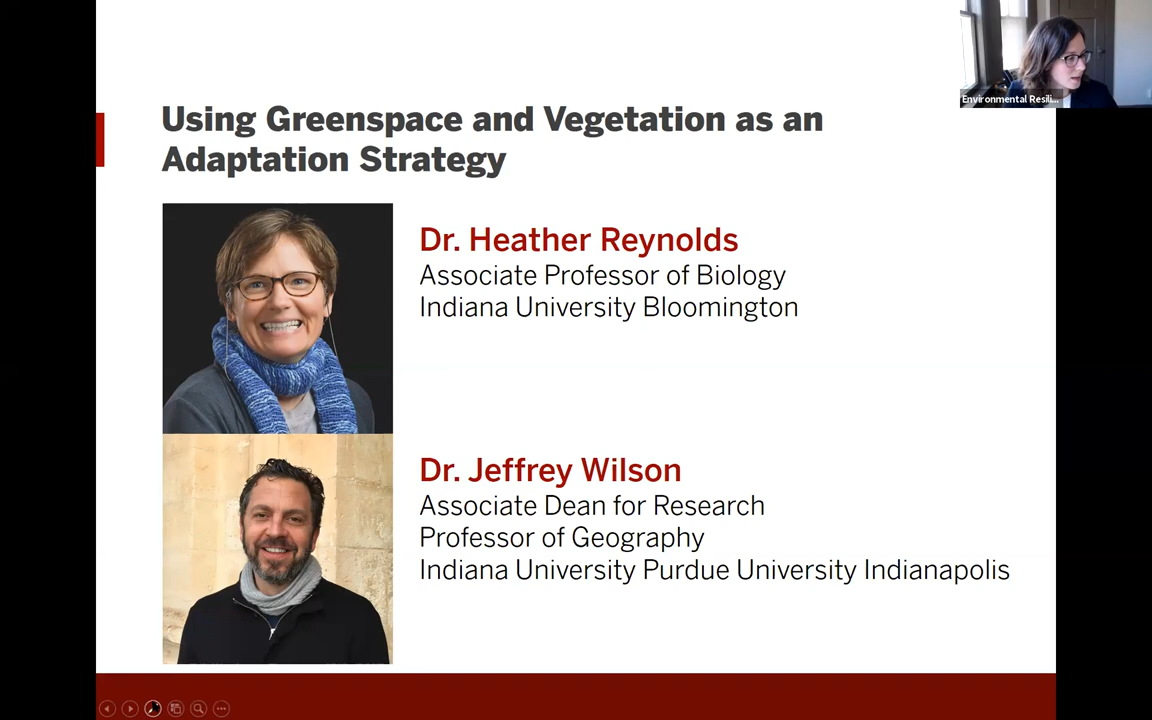 Using Greenspace and Vegetation as an
Adaptation Strategy
Dr. Heather Reynolds
Associate Professor of Biology
Indiana University Bloomington
Dr. Jeffrey Wilson
Associate Dean for Research
Professor of Geography
Indiana University Purdue University Indianapolis
Environmental Resili...